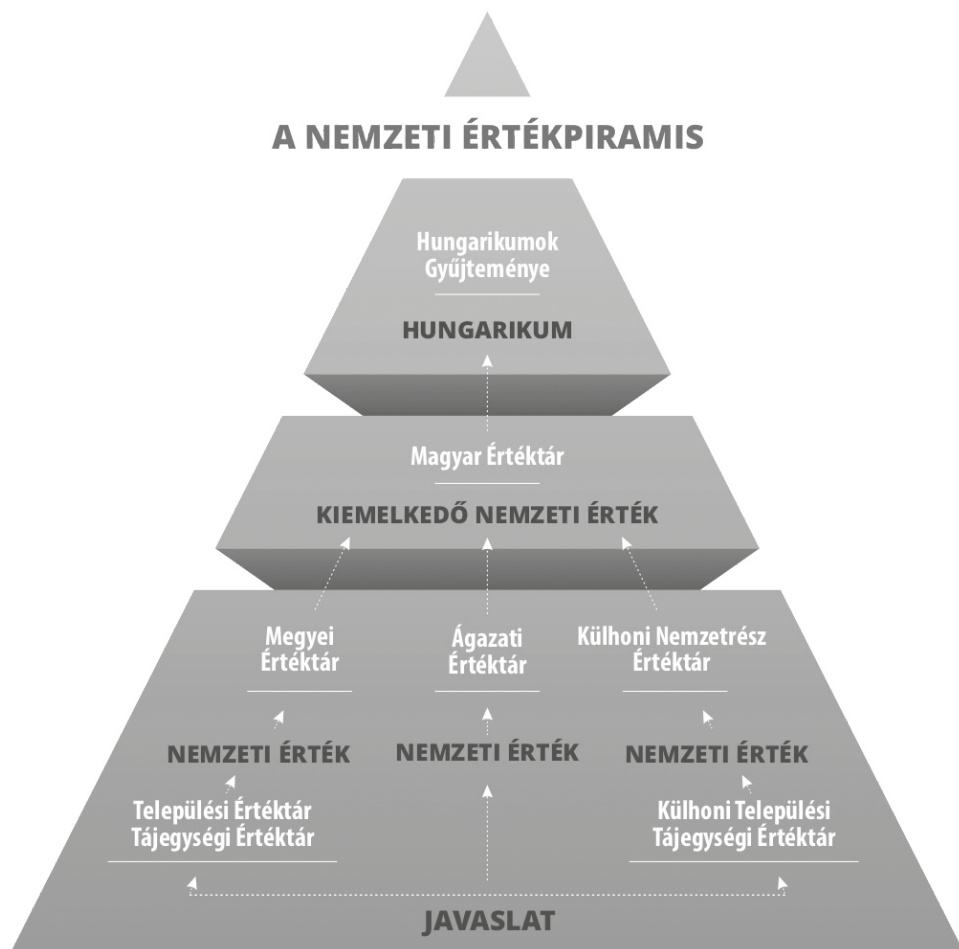 A NEMZETI ÉRTÉKPIRAMIS
Hungarikumok
Gyűjteménye
HUNGARIKUM
Magyar Értéktár
KIEMELKEDŐ NEMZETI ÉRTÉK
Megyei
Értéktár
Ágazati
Értéktár
Külhoni Nemzetrész
Értéktár
NEMZETI ÉRTÉK
NEMZETI ÉRTÉK
NEMZETI ÉRTÉK
Települési Értéktár
Tájegységi Értéktár
Külhoni Települési
Tájegységi Értéktár
JAVASLAT